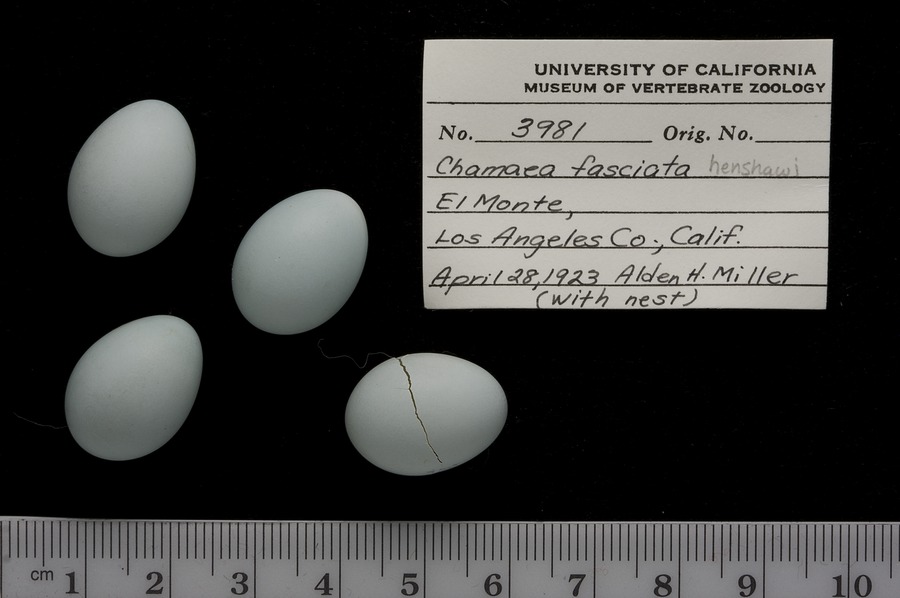 UNIVERSITY OF CALIFORNIA
MUSEUM OF VERTEBRATE ZOOLOGY
No. 3981 Orig. No.
Chamaea fasciata henshawi
El Monte,
Los Angeles Co., Calif.
April 28, 1923 Alden H. Miller
(with nest)
cm 1 2 3 4 5 6 7 8 9 10